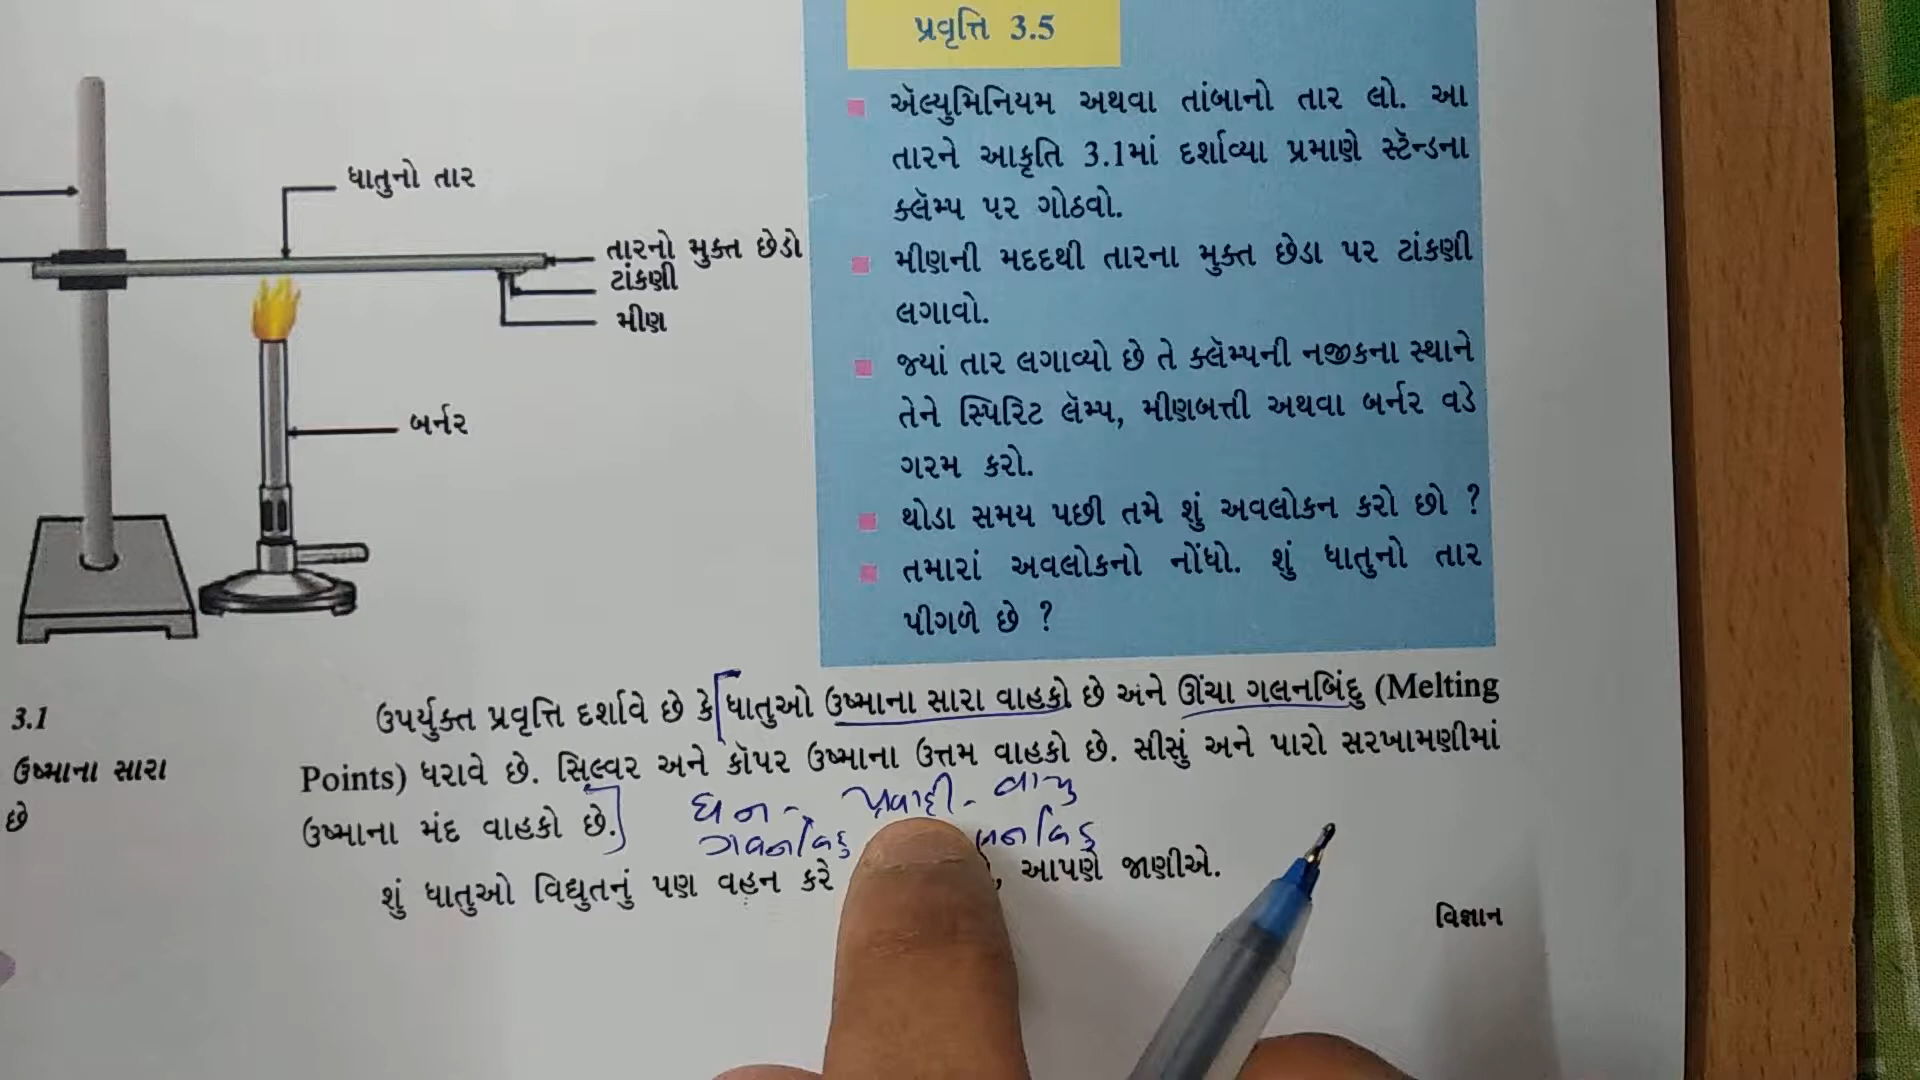 પ્રવૃત્તિ 3.5
ઍલ્યુમિનિયમ અથવા તાંબાનો તાર લો. આ
તારને આકૃતિ 3.1માં દર્શાવ્યા પ્રમાણે સ્ટૅન્ડના
ક્લૅમ્પ પર ગોઠવો.
મીણની મદદથી તારના મુક્ત છેડા પર ટાંકણી
લગાવો.
જ્યાં તાર લગાવ્યો છે તે ક્લૅમ્પની નજીકના સ્થાને
તેને સ્પિરિટ લૅમ્પ, મીણબત્તી અથવા બર્નર વડે
ગરમ કરો.
થોડા સમય પછી તમે શું અવલોકન કરો છો ?
તમારાં અવલોકનો નોંધો. શું ધાતુનો તાર
પીગળે છે ?
ધાતુનો તાર
તારનો મુક્ત છેડો
ટાંકણી
મીણ
બર્નર
3.1
ઉષ્માના સારા
છે
ઉપર્યુક્ત પ્રવૃત્તિ દર્શાવે છે કે ધાતુઓ ઉષ્માના સારા વાહકો છે અને ઊંચા ગલનબિંદુ (Melting
Points) ધરાવે છે. સિલ્વર અને કૉપર ઉષ્માના ઉત્તમ વાહકો છે. સીસું અને પારો સરખામણીમાં
ઉષ્માના મંદ વાહકો છે.
ઘન - પ્રવાહી - વાયુ
ગલનબિંદુ
શું ધાતુઓ વિદ્યુતનું પણ વહન કરે , આપણે જાણીએ.
વિજ્ઞાન